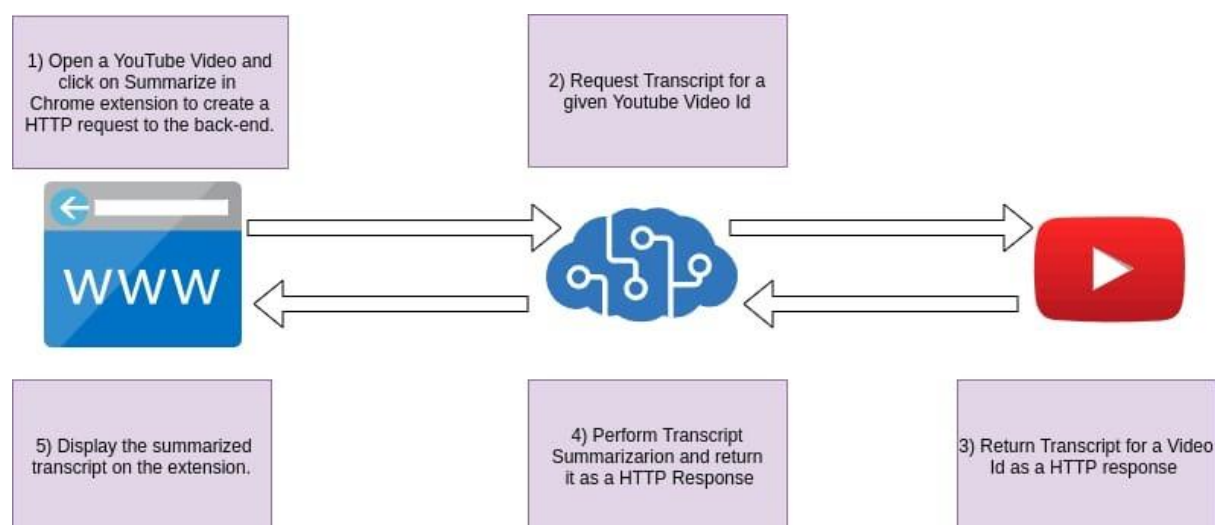 1) Open a YouTube Video and
click on Summarize in
Chrome extension to create a
HTTP request to the back-end.
2) Request Transcript for a
given Youtube Video Id
www
5) Display the summarized
transcript on the extension.
4) Perform Transcript
Summarizarion and return
it as a HTTP Response
3) Return Transcript for a Video
Id as a HTTP response